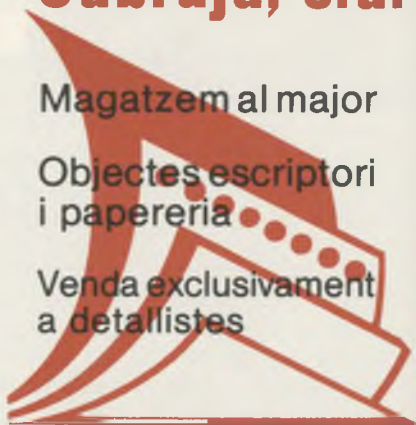 Magatzem al major
Objectes escriptori
i papereria
Venda exclusivament
a detallistes